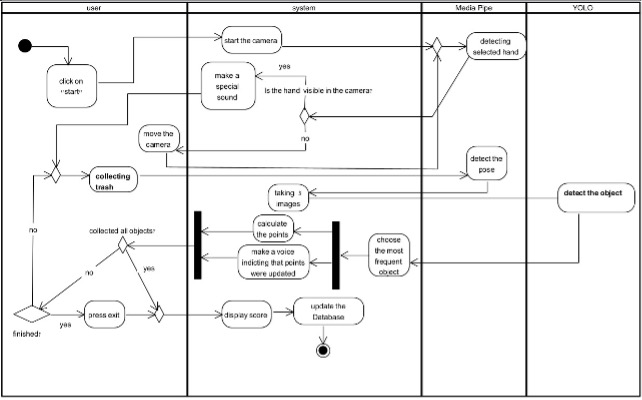 user
system
Media Pipe
YOLO
start the camera
detecting
selected hand
click on
"start"
make a
special
sound
yes
is the hand visible in the camera?
no
move the
camera
detect the
pose
collecting
trash
taking 3
images
detect the object
calculate
the points
no
collected all objects?
choose
the most
frequent
object
make a voice
indicting that points
were updated
no
yes
update the
Database
press exit
display score
yes
finished?